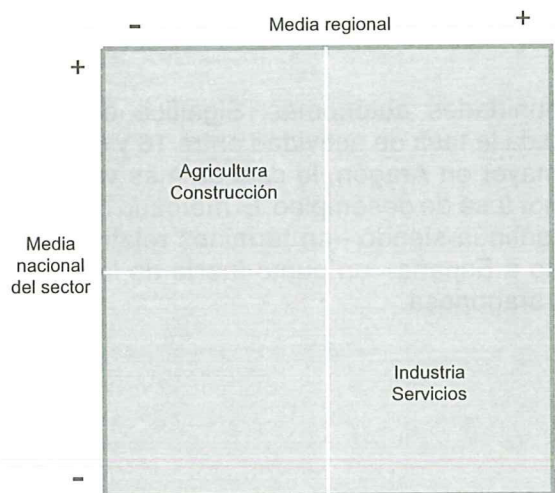 - Media regional +
+
Agricultura
Construcción
Media
nacional
del sector
Industria
Servicios
-